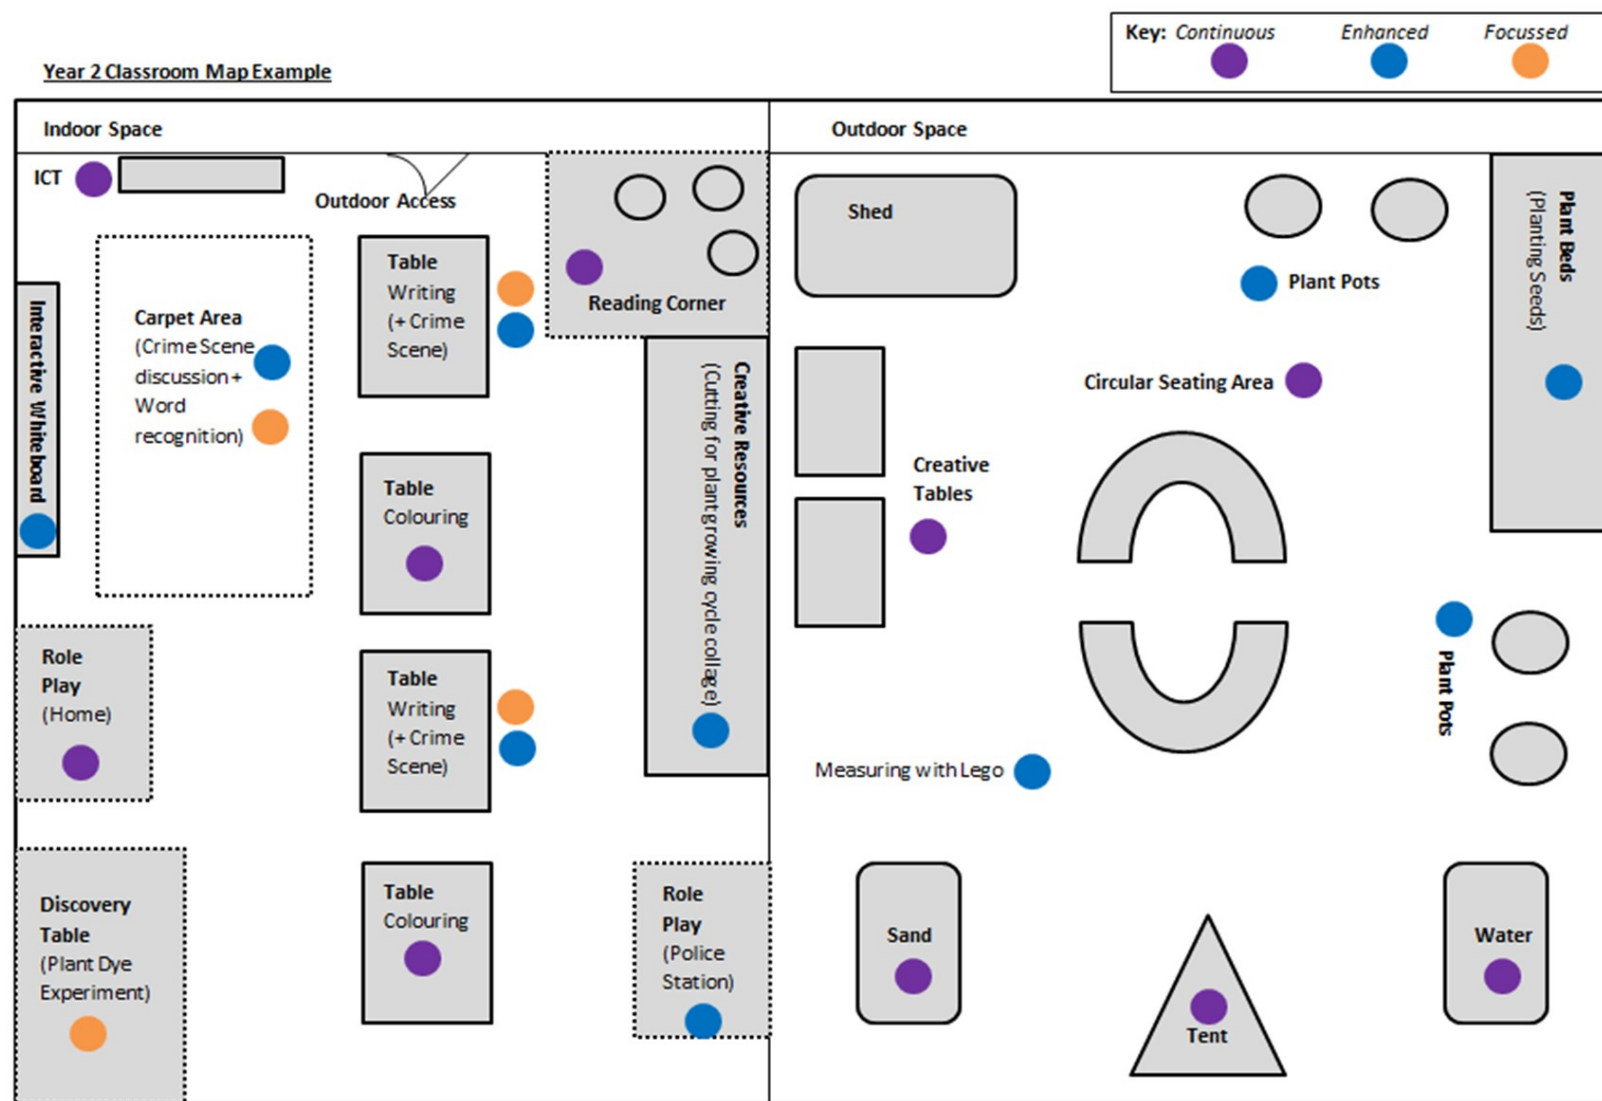 Key: Continuous Enhanced Focussed
Year 2 Classroom Map Example
Indoor Space
Outdoor Space
ICT
Outdoor Access
Interactive Whiteboard
Carpet Area
(Crime Scene
discussion +
Word
recognition)
Table
Writing
(+ Crime
Scene)
Reading Corner
Creative Resources
(Cutting for plant growing cycle collage)
Table
Colouring
Role
Play
(Home)
Table
Writing
(+ Crime
Scene)
Discovery
Table
(Plant Dye
Experiment)
Table
Colouring
Role
Play
(Police
Station)
Shed
Plant Pots
Plant Beds
(Planting Seeds)
Circular Seating Area
Creative
Tables
Plant Pots
Measuring with Lego
Sand
Tent
Water